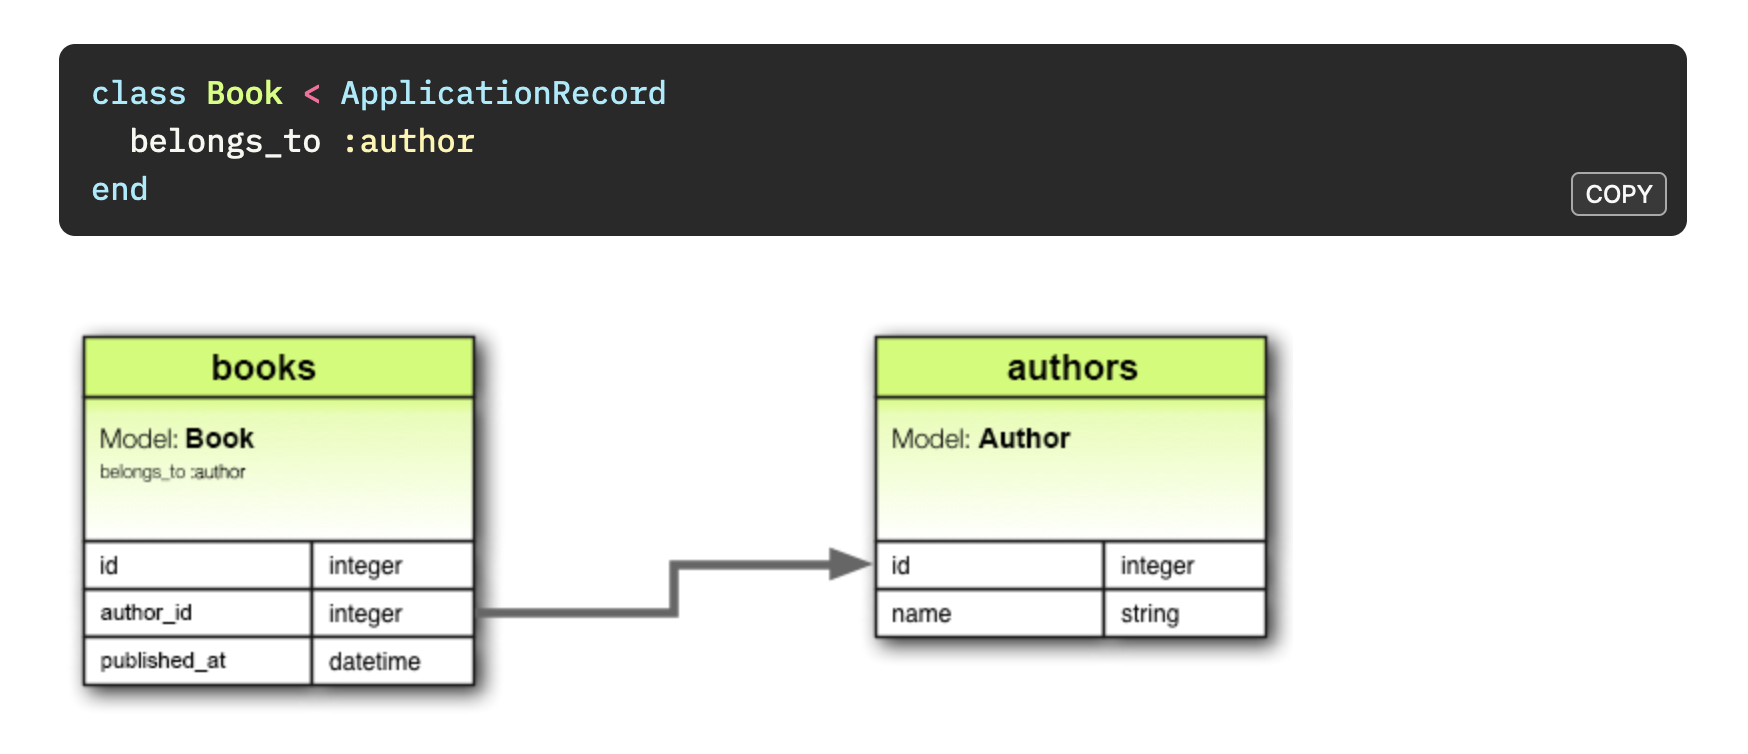 class Book < ApplicationRecord
  belongs_to :author
end
COPY
books
Model: Book
belongs_to :author
id integer
author_id integer
published_at datetime
authors
Model: Author
id integer
name string